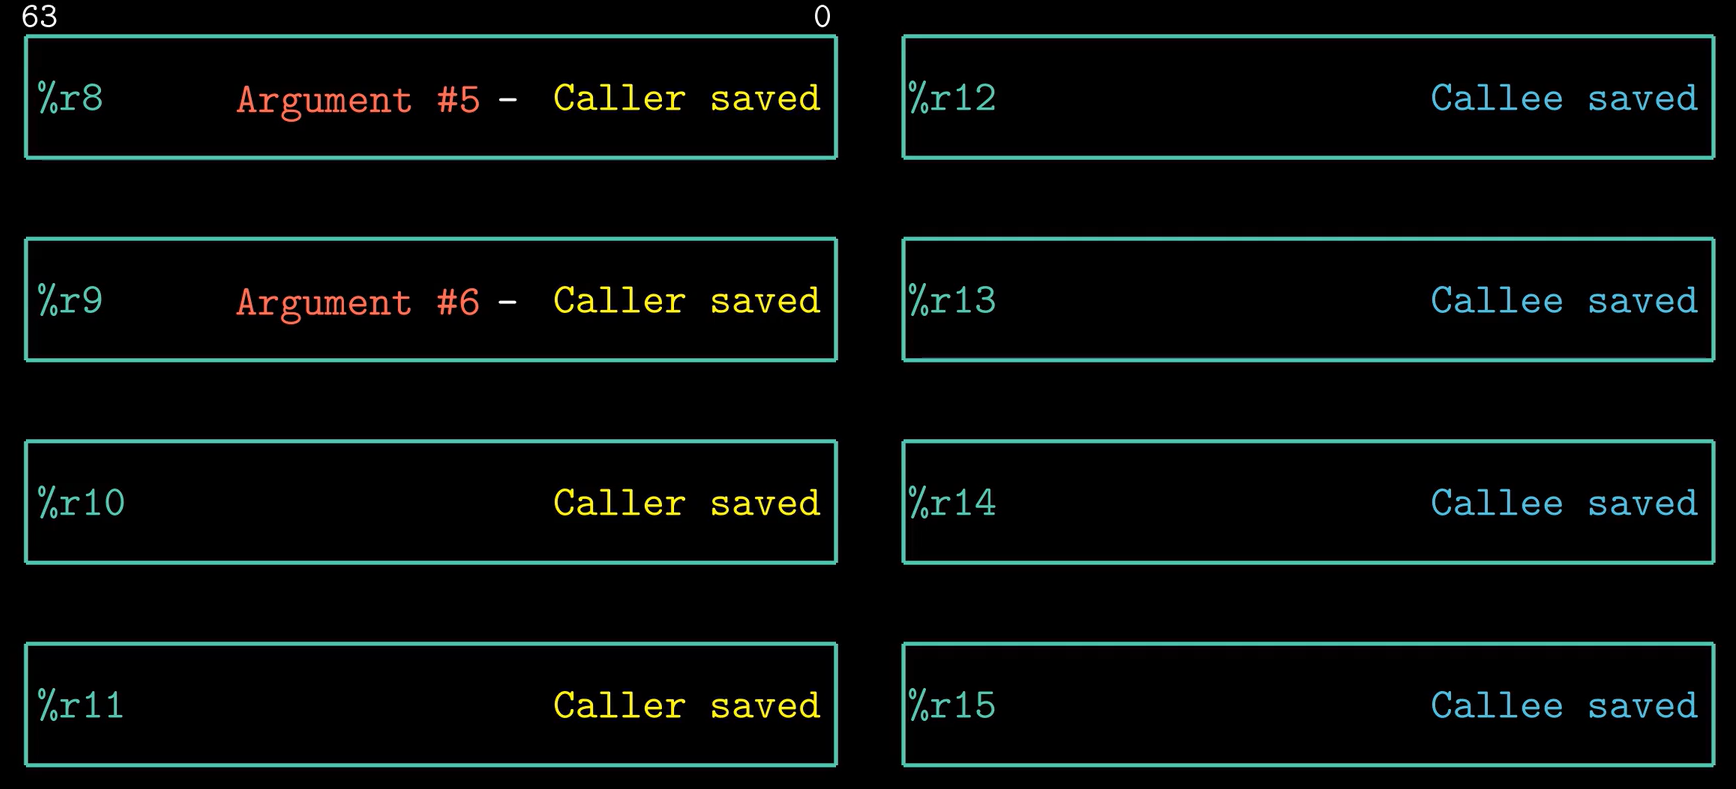 63 0
%r8 Argument #5 - Caller saved
%r12 Callee saved
%r9 Argument #6 - Caller saved
%r13 Callee saved
%r10 Caller saved
%r14 Callee saved
%r11 Caller saved
%r15 Callee saved